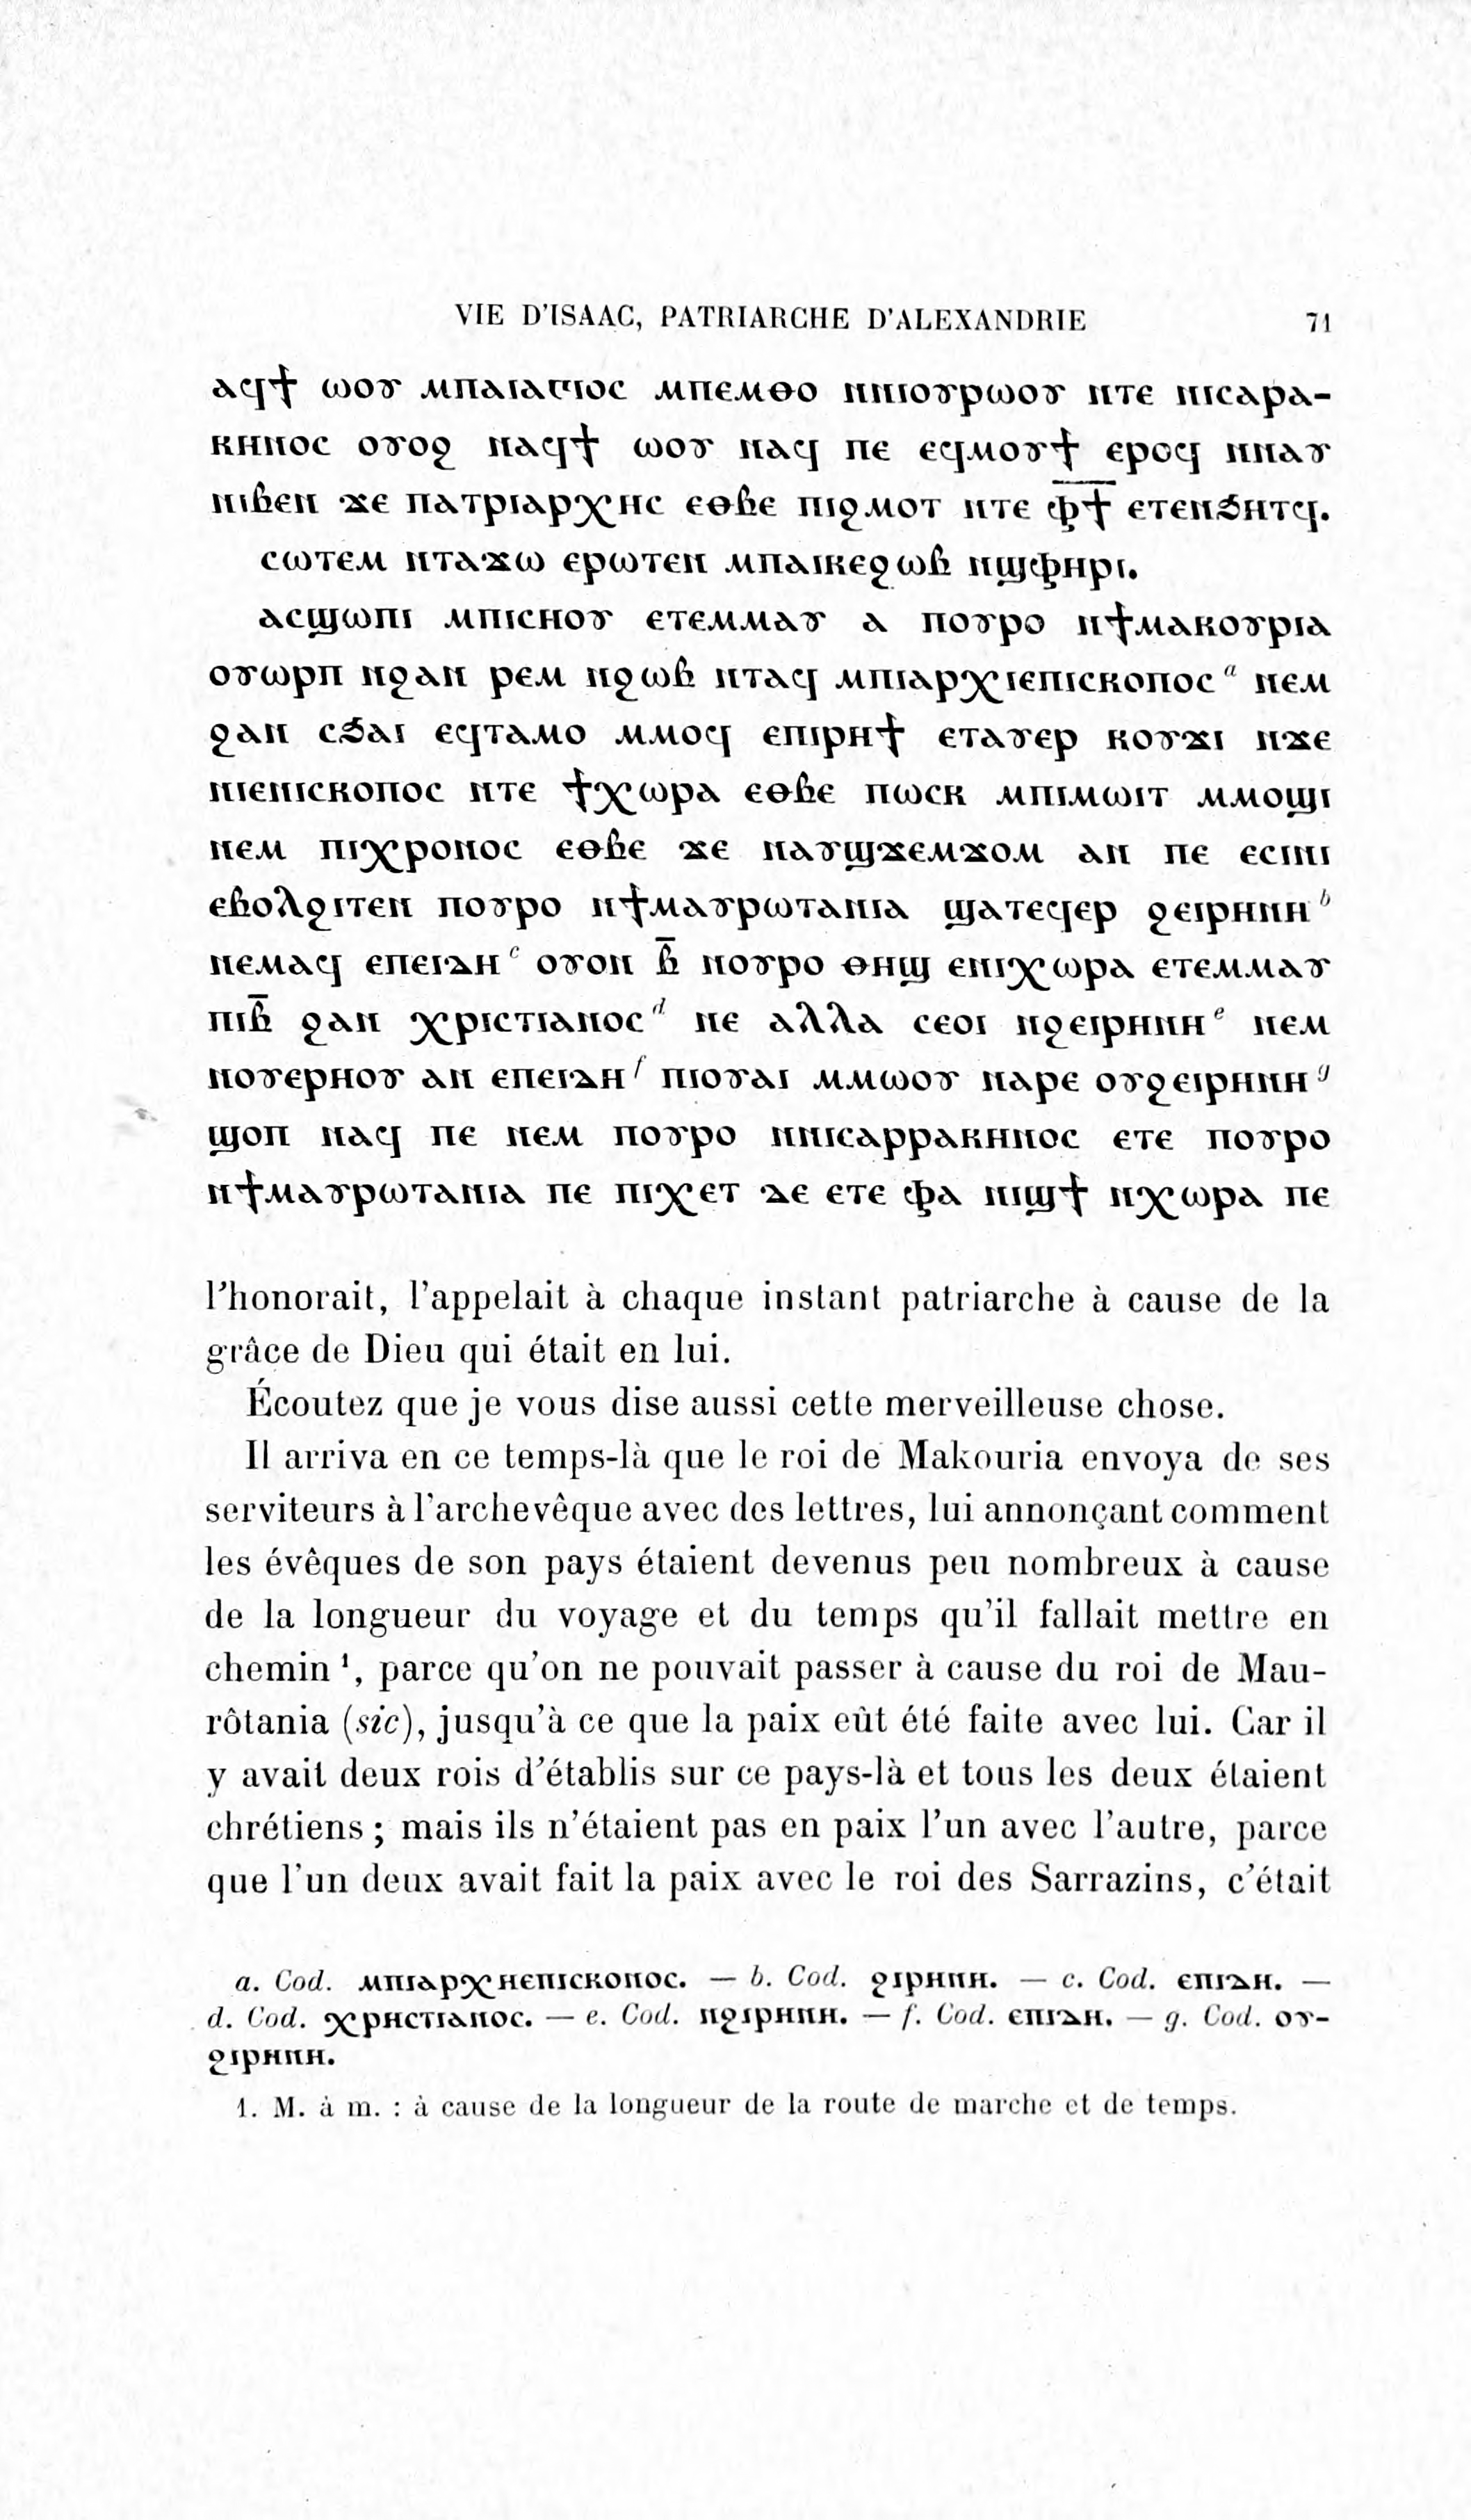 VIE D'ISAAC, PATRIARCHE D'ALEXANDRIE 71
ⲁϥϯ ⲱⲟⲩ ⲙⲡⲁⲓⲁⲅⲓⲟⲥ ⲙⲡⲉⲙⲑⲟ ⲛⲛⲓⲟⲩⲣⲱⲟⲩ ⲛⲧⲉ ⲛⲓⲥⲁⲣⲁ-
ⲕⲏⲛⲟⲥ ⲟⲩⲟϩ ⲛⲁϥϯ ⲱⲟⲩ ⲛⲁϥ ⲡⲉ ⲉϥⲙⲟⲩϯ ⲉⲣⲟϥ ⲛⲛⲁⲩ
ⲛⲓⲃⲉⲛ ϫⲉ ⲡⲁⲧⲣⲓⲁⲣⲭⲏⲥ ⲉⲑⲃⲉ ⲡⲓϩⲙⲟⲧ ⲛⲧⲉ ⲫ̅ϯ̅ ⲉⲧⲉⲛϧⲏⲧϥ.
ⲥⲱⲧⲉⲙ ⲛⲧⲁϫⲱ ⲉⲣⲱⲧⲉⲛ ⲙⲡⲁⲓⲕⲉϩⲱⲃ ⲛϣⲫⲏⲣⲓ.
ⲁⲥϣⲱⲡⲓ ⲙⲡⲓⲥⲏⲟⲩ ⲉⲧⲉⲙⲙⲁⲩ ⲁ ⲡⲟⲩⲣⲟ ⲛϯⲙⲁⲕⲟⲩⲣⲓⲁ
ⲟⲩⲱⲣⲡ ⲛϩⲁⲛ ⲣⲉⲙ ⲛϩⲱⲃ ⲛⲧⲁϥ ⲙⲡⲓⲁⲣⲭⲓⲉⲡⲓⲥⲕⲟⲡⲟⲥ ᵃ ⲛⲉⲙ
ϩⲁⲛ ⲥϧⲁⲓ ⲉϥⲧⲁⲙⲟ ⲙⲙⲟϥ ⲉⲡⲓⲣⲏϯ ⲉⲧⲁⲩⲉⲣ ⲕⲟⲩϫⲓ ⲛϫⲉ
ⲛⲓⲉⲡⲓⲥⲕⲟⲡⲟⲥ ⲛⲧⲉ ϯⲭⲱⲣⲁ ⲉⲑⲃⲉ ⲡⲱⲥⲕ ⲙⲡⲓⲙⲱⲓⲧ ⲙⲙⲟϣⲓ
ⲛⲉⲙ ⲡⲓⲭⲣⲟⲛⲟⲥ ⲉⲑⲃⲉ ϫⲉ ⲛⲁⲩϣϫⲉⲙϫⲟⲙ ⲁⲛ ⲡⲉ ⲉⲥⲓⲛⲓ
ⲉⲃⲟⲗϩⲓⲧⲉⲛ ⲡⲟⲩⲣⲟ ⲛϯⲙⲁⲩⲣⲱⲧⲁⲛⲓⲁ ϣⲁⲧⲉϥⲉⲣ ϩⲉⲓⲣⲏⲛⲏ ᵇ
ⲛⲉⲙⲁϥ ⲉⲡⲉⲓⲇⲏ ᶜ ⲟⲩⲟⲛ ⲃ̅ ⲛⲟⲩⲣⲟ ⲑⲏϣ ⲉⲛⲓⲭⲱⲣⲁ ⲉⲧⲉⲙⲙⲁⲩ
ⲡⲓⲃ̅ ϩⲁⲛ ⲭⲣⲓⲥⲧⲓⲁⲛⲟⲥ ᵈ ⲛⲉ ⲁⲗⲗⲁ ⲥⲉⲟⲓ ⲛϩⲉⲓⲣⲏⲛⲏ ᵉ ⲛⲉⲙ
ⲛⲟⲩⲉⲣⲏⲟⲩ ⲁⲛ ⲉⲡⲉⲓⲇⲏ ᶠ ⲡⲓⲟⲩⲁⲓ ⲙⲙⲱⲟⲩ ⲛⲁⲣⲉ ⲟⲩϩⲉⲓⲣⲏⲛⲏ ᵍ
ϣⲟⲡ ⲛⲁϥ ⲡⲉ ⲛⲉⲙ ⲡⲟⲩⲣⲟ ⲛⲛⲓⲥⲁⲣⲣⲁⲕⲏⲛⲟⲥ ⲉⲧⲉ ⲡⲟⲩⲣⲟ
ⲛϯⲙⲁⲩⲣⲱⲧⲁⲛⲓⲁ ⲡⲉ ⲡⲓⲭⲉⲧ ⲇⲉ ⲉⲧⲉ ⲫⲁ ⲛⲓϣϯ ⲛⲭⲱⲣⲁ ⲡⲉ
l'honorait, l'appelait à chaque instant patriarche à cause de la
grâce de Dieu qui était en lui.
Écoutez que je vous dise aussi cette merveilleuse chose.
Il arriva en ce temps-là que le roi de Makouria envoya de ses
serviteurs à l'archevêque avec des lettres, lui annonçant comment
les évêques de son pays étaient devenus peu nombreux à cause
de la longueur du voyage et du temps qu'il fallait mettre en
chemin ¹, parce qu'on ne pouvait passer à cause du roi de Mau-
rôtania (sic), jusqu'à ce que la paix eût été faite avec lui. Car il
y avait deux rois d'établis sur ce pays-là et tous les deux étaient
chrétiens ; mais ils n'étaient pas en paix l'un avec l'autre, parce
que l'un deux avait fait la paix avec le roi des Sarrazins, c'était
a. Cod. ⲙⲡⲓⲁⲣⲭⲏⲉⲡⲓⲥⲕⲟⲡⲟⲥ. — b. Cod. ϩⲓⲣⲏⲛⲏ. — c. Cod. ⲉⲡⲓⲇⲏ. —
d. Cod. ⲭⲣⲏⲥⲧⲓⲁⲛⲟⲥ. — e. Cod. ⲛϩⲓⲣⲏⲛⲏ. — f. Cod. ⲉⲡⲓⲇⲏ. — g. Cod. ⲟⲩ-
ϩⲓⲣⲏⲛⲏ.
1. M. à m. : à cause de la longueur de la route de marche et de temps.